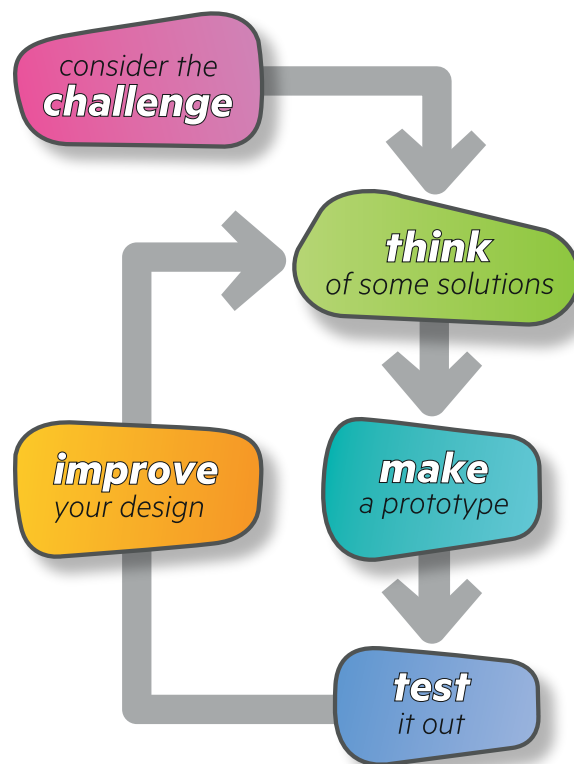 consider the
challenge
think
of some solutions
make
a prototype
test
it out
improve
your design